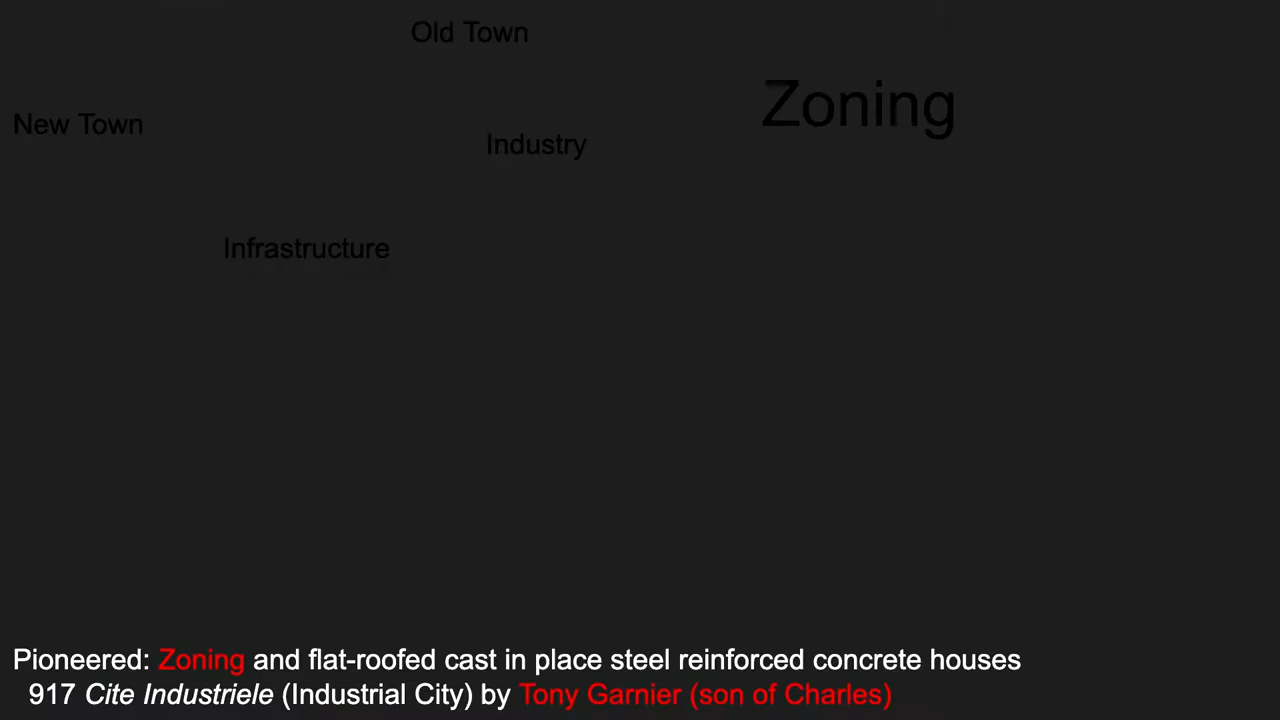 Old Town
Zoning
New Town
Industry
Infrastructure
Pioneered: Zoning and flat-roofed cast in place steel reinforced concrete houses
917 Cite Industriele (Industrial City) by Tony Garnier (son of Charles)